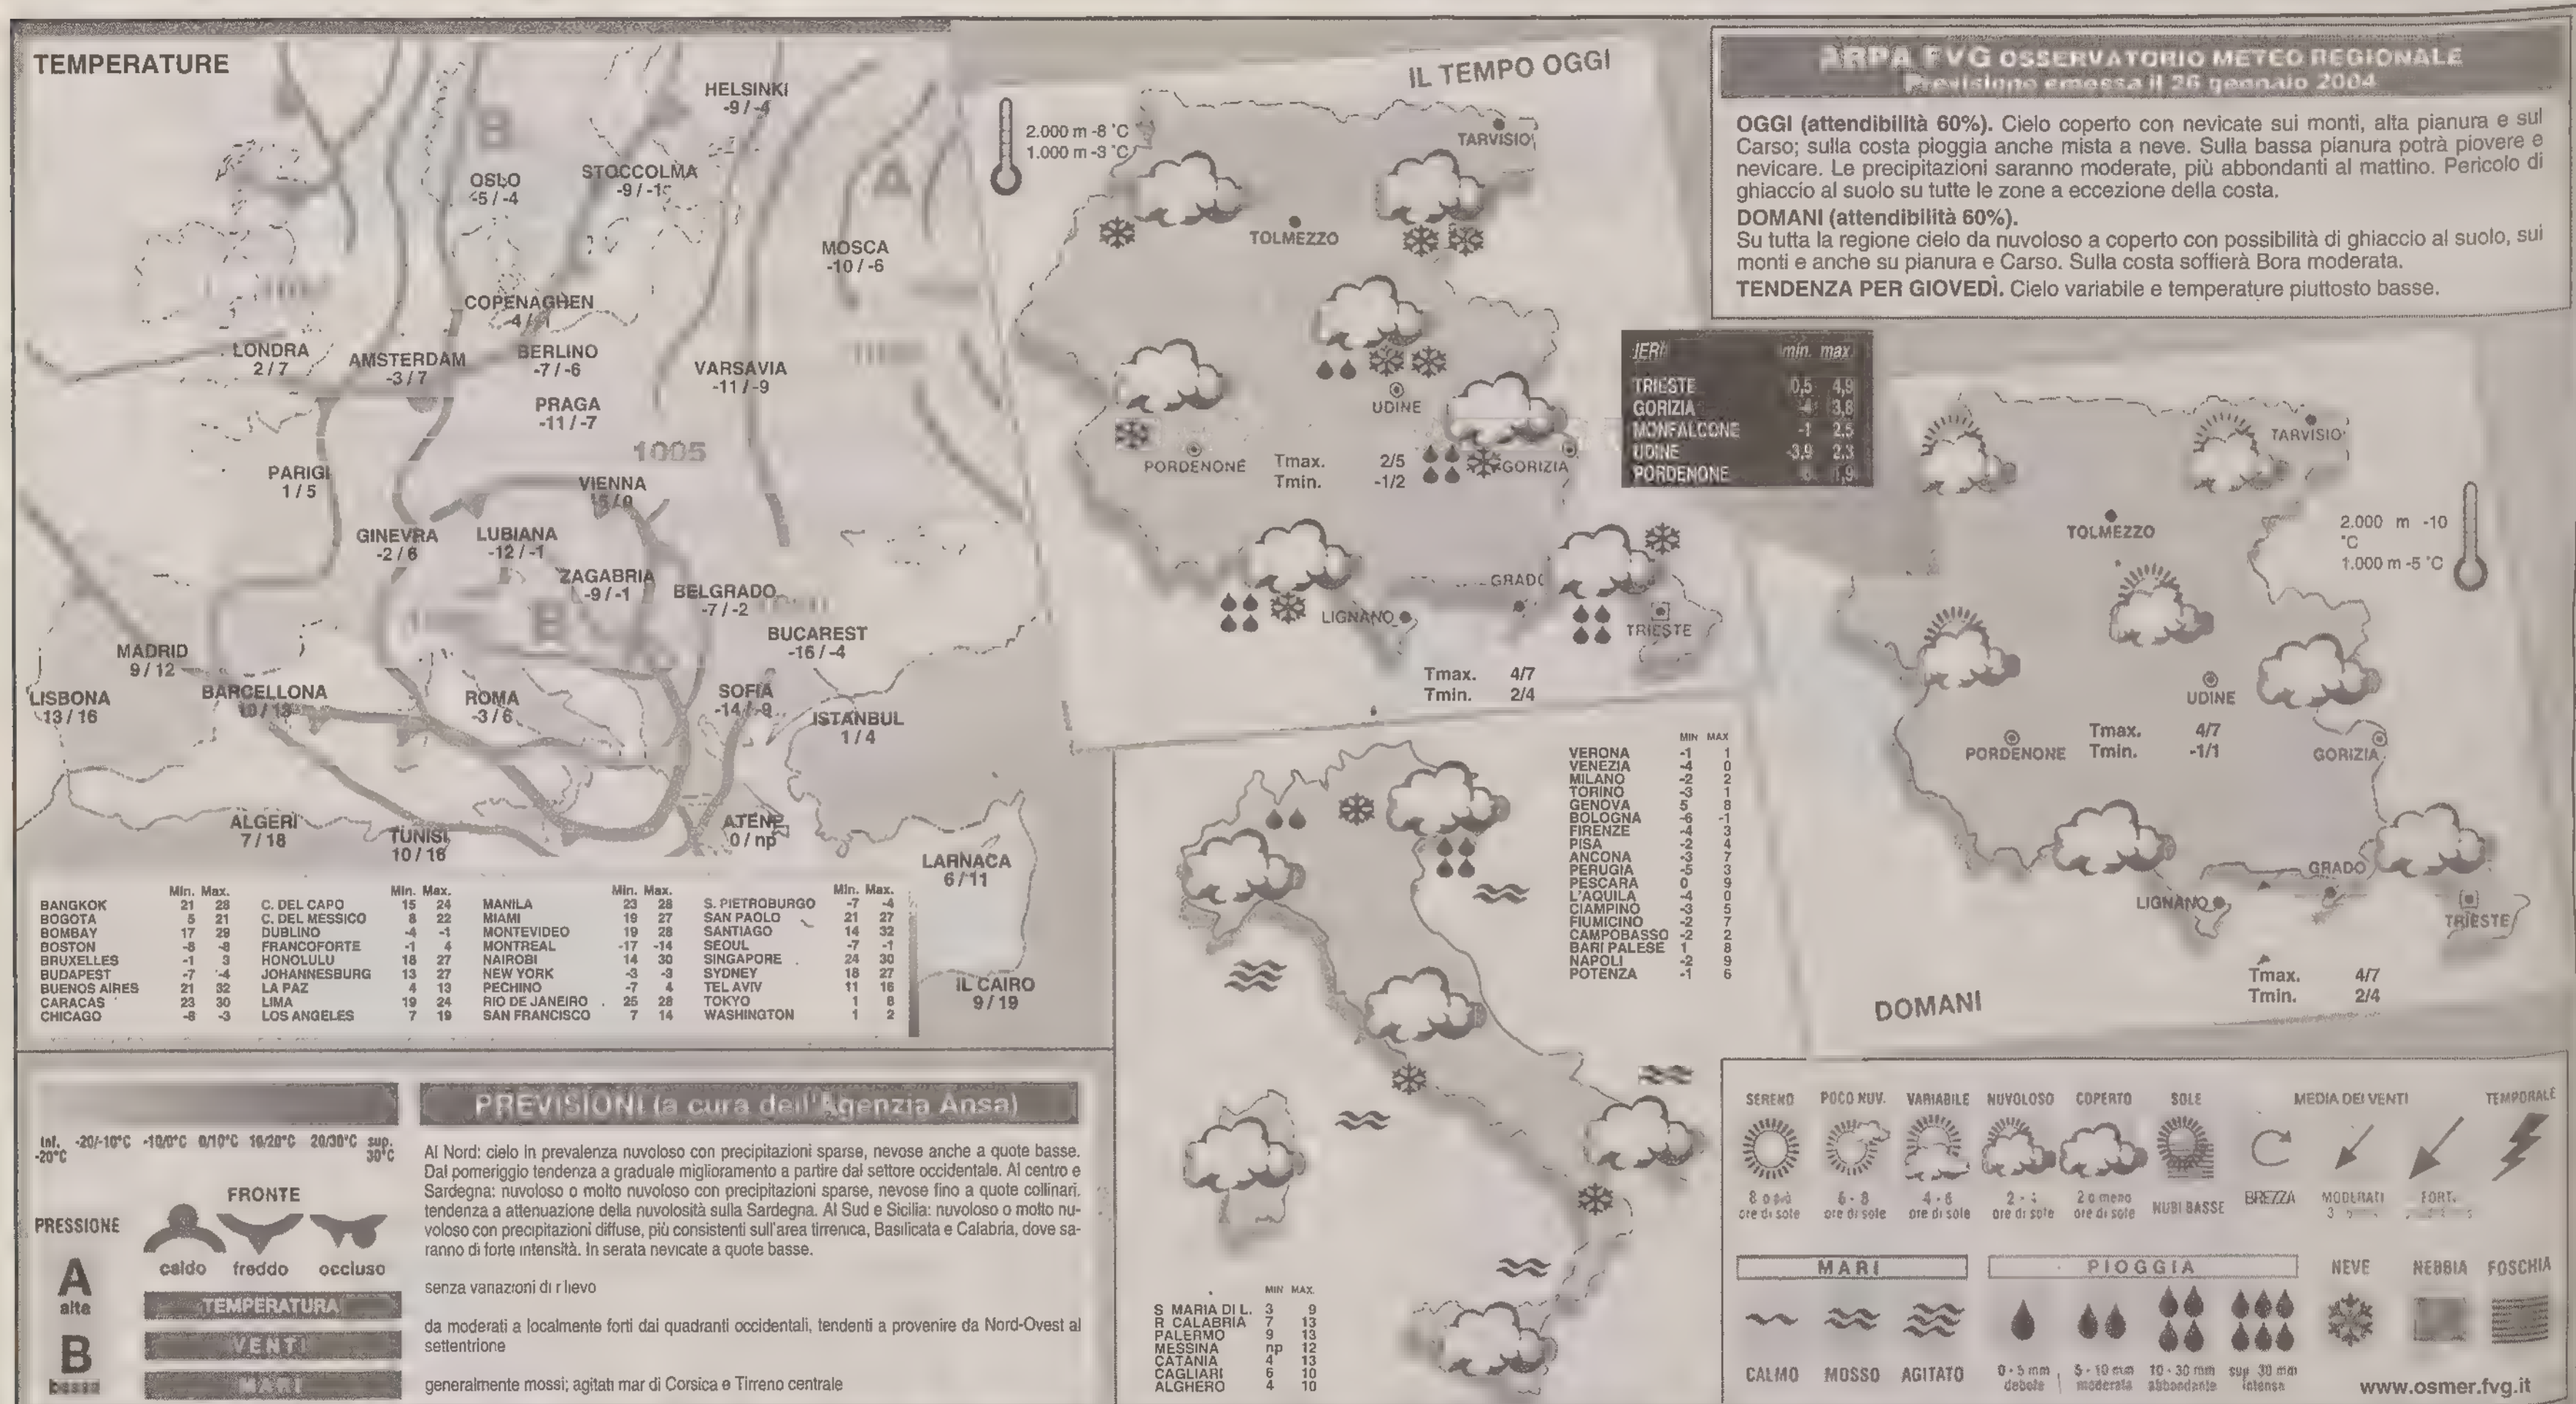 TEMPERATURE
HELSINKI
-9 / -4
OSLO
-5 / -4
STOCCOLMA
MOSCA
-10 / -6
COPENAGHEN
LONDRA
2 / 7
AMSTERDAM
-3 / 7
BERLINO
-7 / -6
VARSAVIA
-11 / -9
PRAGA
-11 / -7
1005
PARIGI
1 / 5
VIENNA
GINEVRA
-2 / 6
LUBIANA
-12 / -1
ZAGABRIA
-9 / -1
BELGRADO
-7 / -2
B
BUCAREST
-16 / -4
MADRID
9 / 12
LISBONA
13 / 16
BARCELLONA
ROMA
-3 / 6
SOFIA
-14 / -9
ISTANBUL
1 / 4
ALGERI
7 / 18
TUNISI
10 / 16
ATENE
0 / np
LARNACA
6 / 11
IL CAIRO
9 / 19
Min. Max.
BANGKOK 21 28
BOGOTA 5 21
BOMBAY 17 29
BOSTON -8 -8
BRUXELLES -1 3
BUDAPEST -7 -4
BUENOS AIRES 21 32
CARACAS 23 30
CHICAGO -8 -3
Min. Max.
C. DEL CAPO 15 24
C. DEL MESSICO 8 22
DUBLINO -4 -1
FRANCOFORTE -1 4
HONOLULU 18 27
JOHANNESBURG 13 27
LA PAZ 4 13
LIMA 19 24
LOS ANGELES 7 19
Min. Max.
MANILA 23 28
MIAMI 19 27
MONTEVIDEO 19 28
MONTREAL -17 -14
NAIROBI 14 30
NEW YORK -3 -3
PECHINO -7 4
RIO DE JANEIRO 25 28
SAN FRANCISCO 7 14
Min. Max.
S. PIETROBURGO -7 -4
SAN PAOLO 21 27
SANTIAGO 14 32
SEOUL -7 -1
SINGAPORE 24 30
SYDNEY 18 27
TEL AVIV 11 16
TOKYO 1 8
WASHINGTON 1 2
IL TEMPO OGGI
2.000 m -8 °C
1.000 m -3 °C
TARVISIO
TOLMEZZO
UDINE
PORDENONE
GORIZIA
Tmax. 2/5
Tmin. -1/2
GRADO
LIGNANO
TRIESTE
Tmax. 4/7
Tmin. 2/4
ARPA FVG OSSERVATORIO METEO REGIONALE
Previsione emessa il 26 gennaio 2004
OGGI (attendibilità 60%). Cielo coperto con nevicate sui monti, alta pianura e sul
Carso; sulla costa pioggia anche mista a neve. Sulla bassa pianura potrà piovere e
nevicare. Le precipitazioni saranno moderate, più abbondanti al mattino. Pericolo di
ghiaccio al suolo su tutte le zone a eccezione della costa.
DOMANI (attendibilità 60%).
Su tutta la regione cielo da nuvoloso a coperto con possibilità di ghiaccio al suolo, sui
monti e anche su pianura e Carso. Sulla costa soffierà Bora moderata.
TENDENZA PER GIOVEDÌ. Cielo variabile e temperature piuttosto basse.
IERI min. max.
TRIESTE 0,5 4,9
GORIZIA -4 3,8
MONFALCONE -1 2,5
UDINE -3,9 2,3
PORDENONE 1,9
TARVISIO
TOLMEZZO
2.000 m -10
°C
1.000 m -5 °C
UDINE
PORDENONE
GORIZIA
Tmax. 4/7
Tmin. -1/1
GRADO
LIGNANO
TRIESTE
Tmax. 4/7
Tmin. 2/4
DOMANI
MIN MAX
VERONA -1 1
VENEZIA -4 0
MILANO -2 2
TORINO -3 1
GENOVA 5 8
BOLOGNA -6 -1
FIRENZE -4 3
PISA -2 4
ANCONA -3 7
PERUGIA -5 3
PESCARA 0 9
L'AQUILA -4 0
CIAMPINO -3 5
FIUMICINO -2 7
CAMPOBASSO -2 2
BARI PALESE 1 8
NAPOLI -2 9
POTENZA -1 6
MIN MAX.
S MARIA DI L. 3 9
R CALABRIA 7 13
PALERMO 9 13
MESSINA np 12
CATANIA 4 13
CAGLIARI 6 10
ALGHERO 4 10
inf. -20/-10°C -10/0°C 0/10°C 10/20°C 20/30°C sup.
-20°C 30°C
FRONTE
PRESSIONE
caldo freddo occluso
A
alta
B
bassa
TEMPERATURA
VENTI
MARI
PREVISIONI (a cura dell'Agenzia Ansa)
Al Nord: cielo in prevalenza nuvoloso con precipitazioni sparse, nevose anche a quote basse.
Dal pomeriggio tendenza a graduale miglioramento a partire dal settore occidentale. Al centro e
Sardegna: nuvoloso o molto nuvoloso con precipitazioni sparse, nevose fino a quote collinari.
tendenza a attenuazione della nuvolosità sulla Sardegna. Al Sud e Sicilia: nuvoloso o molto nu-
voloso con precipitazioni diffuse, più consistenti sull'area tirrenica, Basilicata e Calabria, dove sa-
ranno di forte intensità. In serata nevicate a quote basse.
senza variazioni di rilievo
da moderati a localmente forti dai quadranti occidentali, tendenti a provenire da Nord-Ovest al
settentrione
generalmente mossi; agitati mar di Corsica e Tirreno centrale
SERENO POCO NUV. VARIABILE NUVOLOSO COPERTO SOLE MEDIA DEI VENTI TEMPORALE
8 o più 6 - 8 4 - 6 2 - 4 2 o meno
ore di sole ore di sole ore di sole ore di sole ore di sole NUBI BASSE BREZZA MODERATI
MARI PIOGGIA NEVE NEBBIA FOSCHIA
CALMO MOSSO AGITATO
0 - 5 mm 5 - 10 mm 10 - 30 mm sup 30 mm
debole moderata abbondante intensa
www.osmer.fvg.it